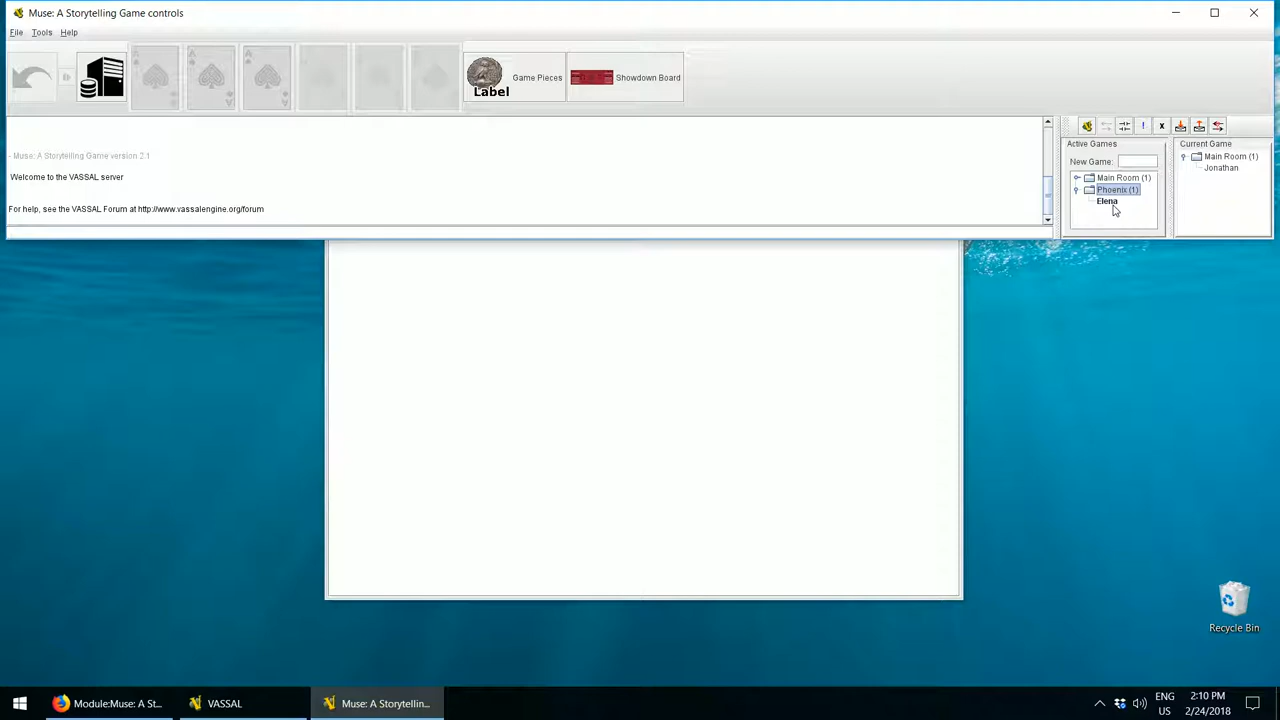 Muse: A Storytelling Game controls
File Tools Help
Label
Game Pieces
Showdown Board
- Muse: A Storytelling Game version 2.1
Welcome to the VASSAL server
For help, see the VASSAL Forum at http://www.vassalengine.org/forum
! x
Active Games
New Game:
Main Room (1)
Phoenix (1)
Elena
Current Game
Main Room (1)
Jonathan
Recycle Bin
Module:Muse: A St...
VASSAL
Muse: A Storytellin...
ENG
US
2:10 PM
2/24/2018